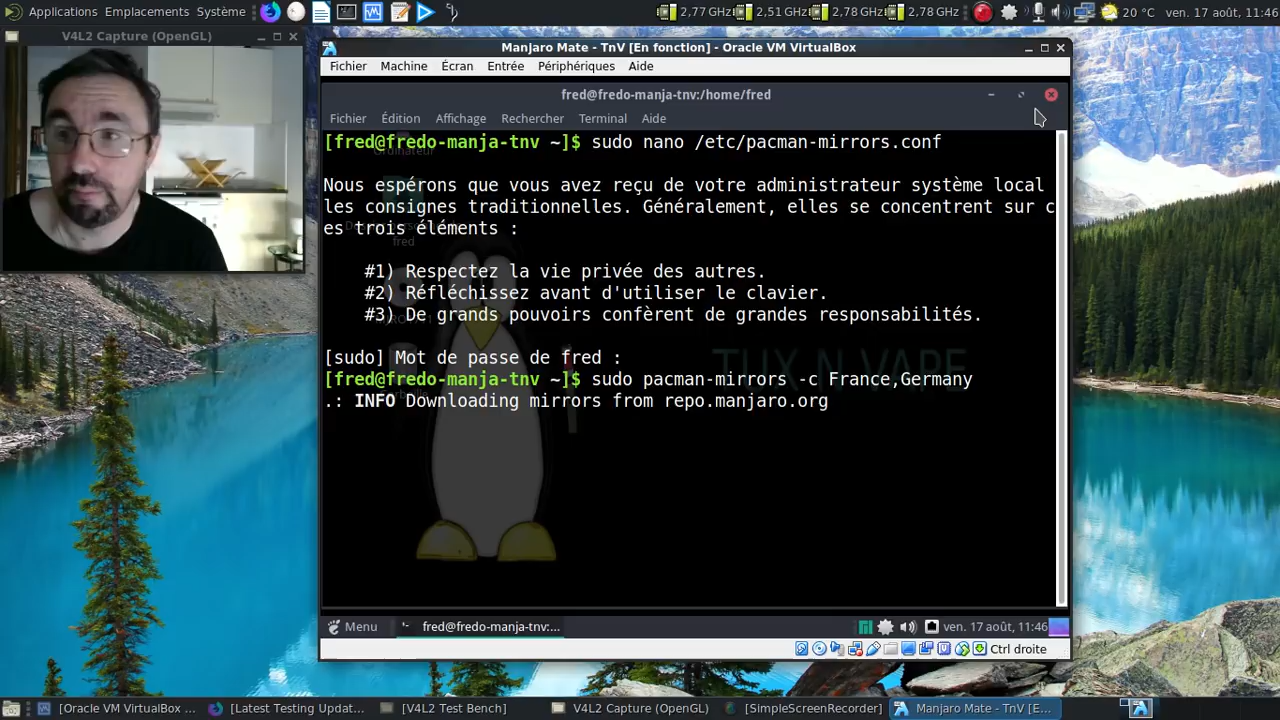 Applications Emplacements Système
2,77 GHz
2,51 GHz
2,78 GHz
2,78 GHz
20 °C
ven. 17 août, 11:46
V4L2 Capture (OpenGL)
Manjaro Mate - TnV [En fonction] - Oracle VM VirtualBox
Fichier Machine Écran Entrée Périphériques Aide
fred@fredo-manja-tnv:/home/fred
Fichier Édition Affichage Rechercher Terminal Aide
[fred@fredo-manja-tnv ~]$ sudo nano /etc/pacman-mirrors.conf
Ordinateur
Nous espérons que vous avez reçu de votre administrateur système local
les consignes traditionnelles. Généralement, elles se concentrent sur c
es trois éléments :
fred
#1) Respectez la vie privée des autres.
#2) Réfléchissez avant d'utiliser le clavier.
#3) De grands pouvoirs confèrent de grandes responsabilités.
[sudo] Mot de passe de fred :
TUX N VAPE
[fred@fredo-manja-tnv ~]$ sudo pacman-mirrors -c France,Germany
.: INFO Downloading mirrors from repo.manjaro.org
Menu
fred@fredo-manja-tnv:...
ven. 17 août, 11:46
Ctrl droite
[Oracle VM VirtualBox ...
[Latest Testing Updat...
[V4L2 Test Bench]
V4L2 Capture (OpenGL)
[SimpleScreenRecorder]
Manjaro Mate - TnV [E...